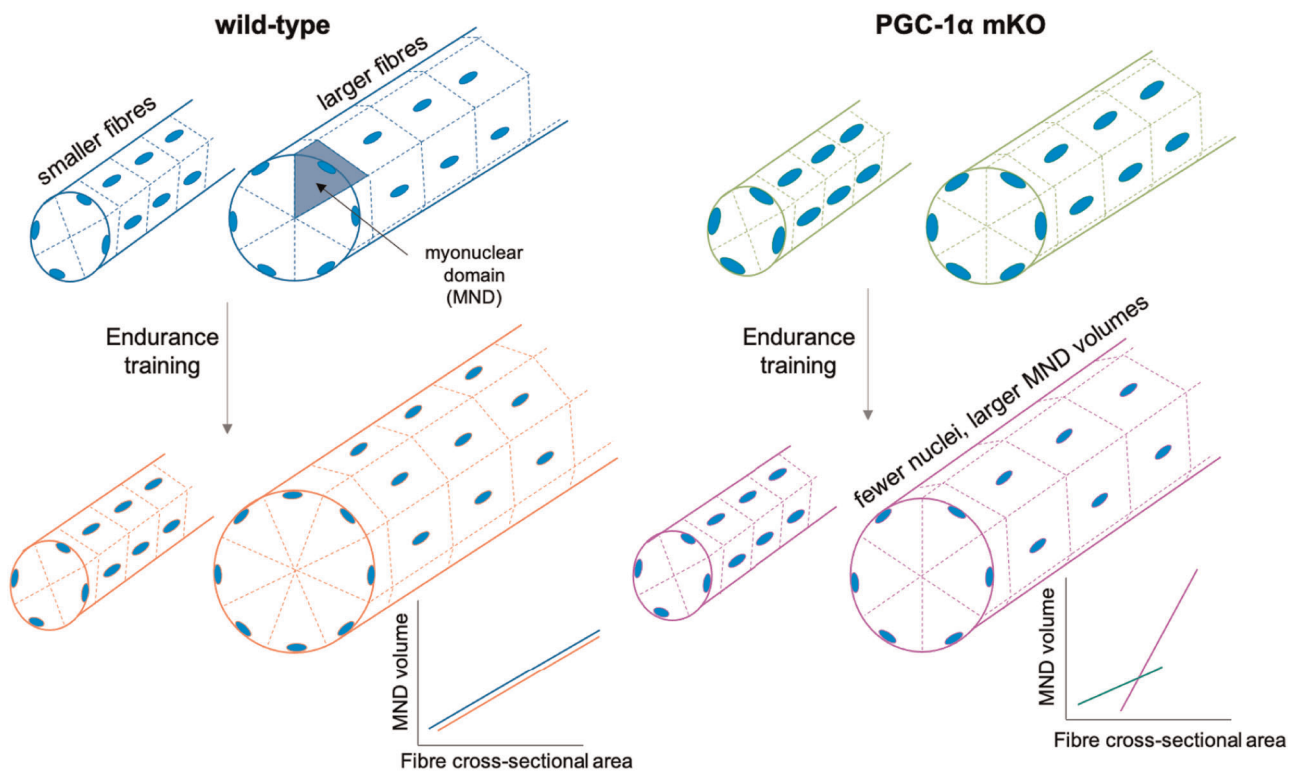 wild-type
smaller fibres
larger fibres
myonuclear
domain
(MND)
Endurance
training
MND volume
Fibre cross-sectional area
PGC-1α mKO
Endurance
training
fewer nuclei, larger MND volumes
MND volume
Fibre cross-sectional area